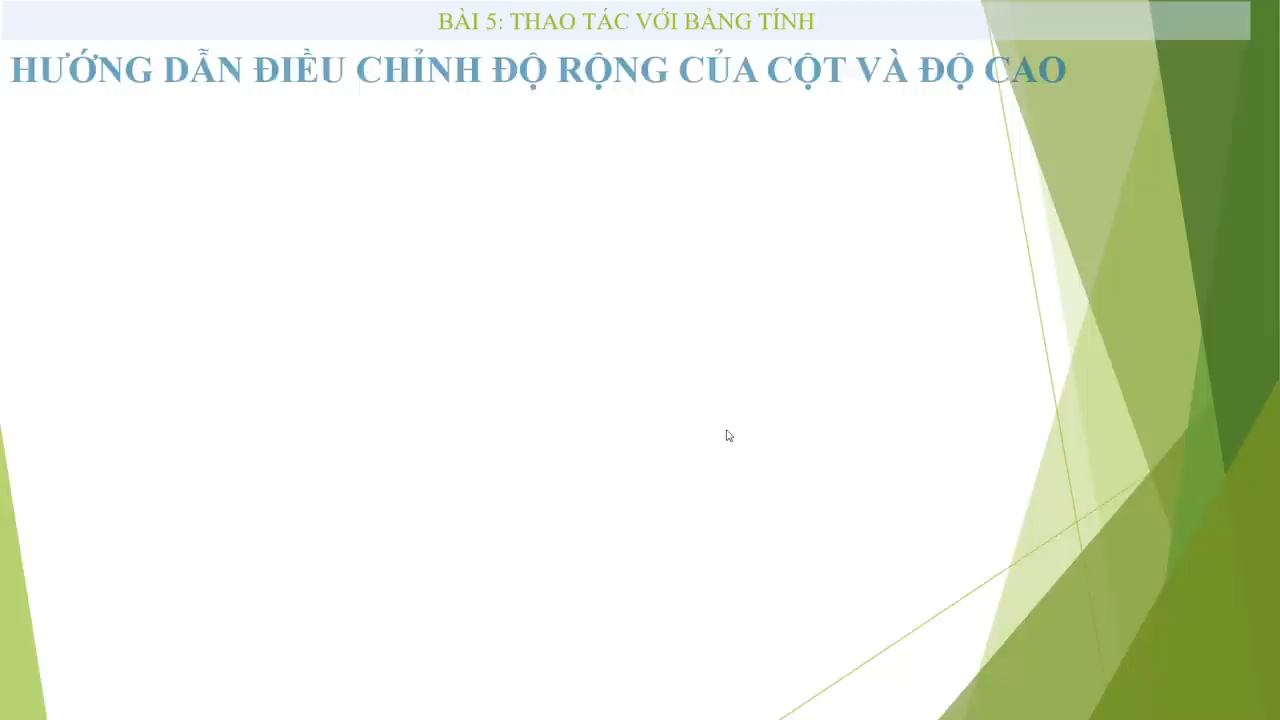 BÀI 5: THAO TÁC VỚI BẢNG TÍNH
HƯỚNG DẪN ĐIỀU CHỈNH ĐỘ RỘNG CỦA CỘT VÀ ĐỘ CAO